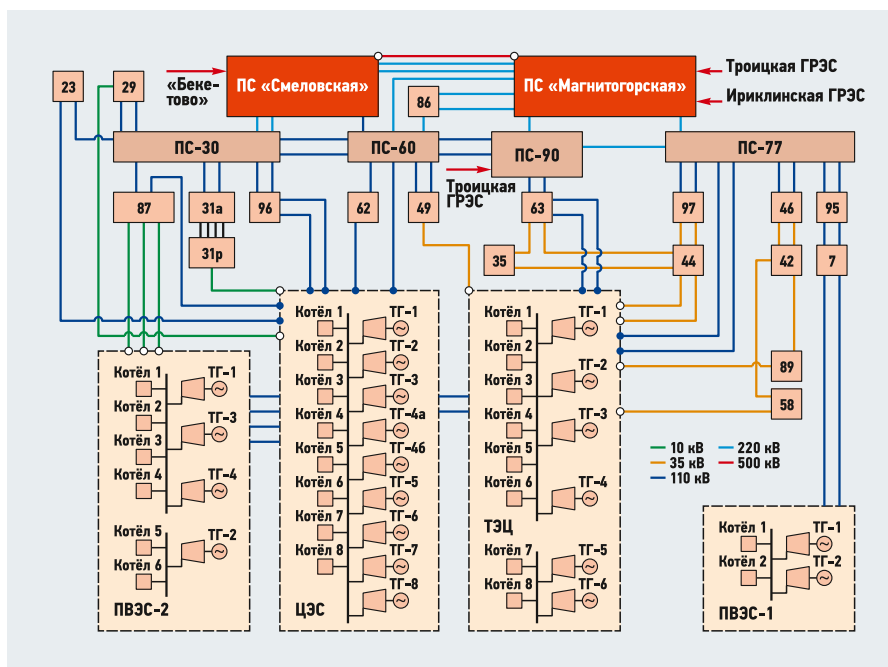 «Беке-
тово»
ПС «Смеловская»
ПС «Магнитогорская»
Троицкая ГРЭС
Ириклинская ГРЭС
23
29
86
ПС-30
ПС-60
ПС-90
ПС-77
Троицкая
ГРЭС
87
31а
96
62
49
63
97
46
95
31р
35
44
42
7
89
58
10 кВ
35 кВ
110 кВ
220 кВ
500 кВ
Котёл 1
Котёл 2
Котёл 3
Котёл 4
Котёл 5
Котёл 6
ТГ-1
ТГ-3
ТГ-4
ТГ-2
ПВЭС-2
Котёл 1
Котёл 2
Котёл 3
Котёл 4
Котёл 5
Котёл 6
Котёл 7
Котёл 8
ТГ-1
ТГ-2
ТГ-3
ТГ-4а
ТГ-4б
ТГ-5
ТГ-6
ТГ-7
ТГ-8
ЦЭС
Котёл 1
Котёл 2
Котёл 3
Котёл 4
Котёл 5
Котёл 6
ТЭЦ
Котёл 7
Котёл 8
ТГ-1
ТГ-2
ТГ-3
ТГ-4
ТГ-5
ТГ-6
Котёл 1
Котёл 2
ТГ-1
ТГ-2
ПВЭС-1